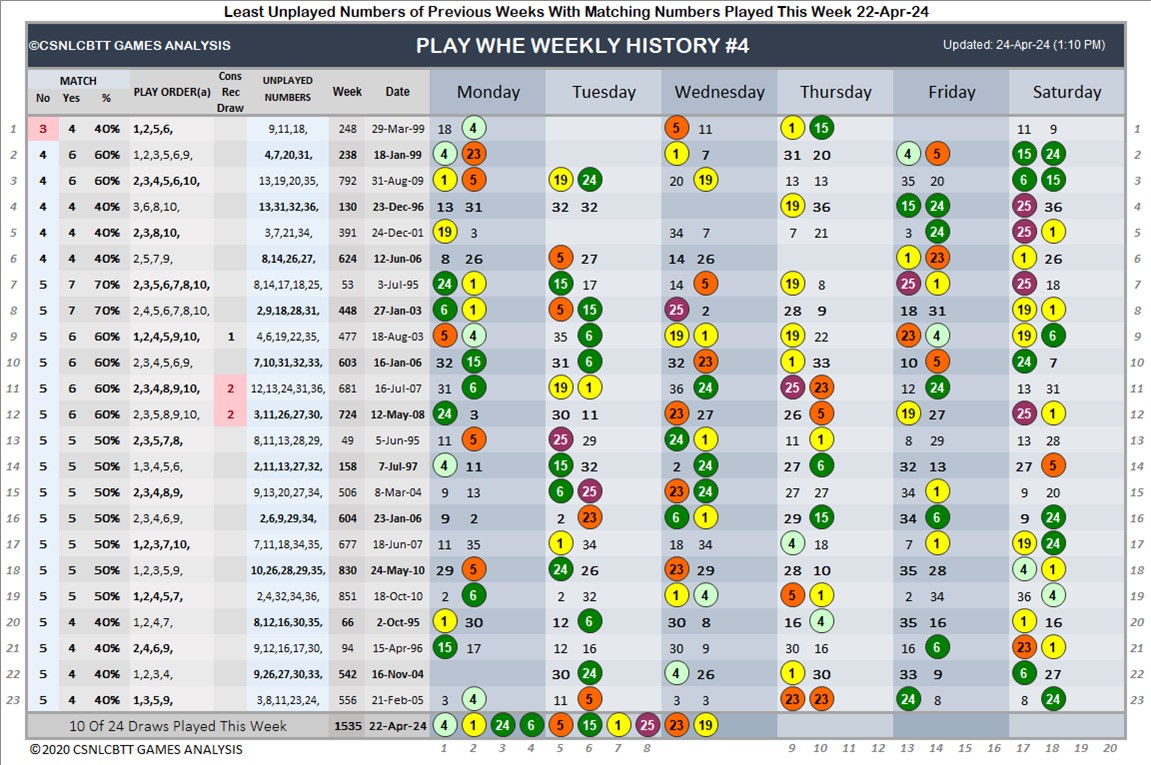 Least Unplayed Numbers of Previous Weeks With Matching Numbers Played This Week 22-Apr-24
©CSNLCBTT GAMES ANALYSIS PLAY WHE WEEKLY HISTORY #4 Updated: 24-Apr-24 (1:10 PM)
MATCH Cons Rec Draw UNPLAYED NUMBERS
No Yes % PLAY ORDER(a) Week Date Monday Tuesday Wednesday Thursday Friday Saturday
1 3 4 40% 1,2,5,6, 9,11,18, 248 29-Mar-99 18 4 5 11 1 15 11 9 1
2 4 6 60% 1,2,3,5,6,9, 4,7,20,31, 238 18-Jan-99 4 23 1 7 31 20 4 5 15 24 2
3 4 6 60% 2,3,4,5,6,10, 13,19,20,35, 792 31-Aug-09 1 5 19 24 20 19 13 13 35 20 6 15 3
4 4 4 40% 3,6,8,10, 13,31,32,36, 130 23-Dec-96 13 31 32 32 19 36 15 24 25 36 4
5 4 4 40% 2,3,8,10, 3,7,21,34, 391 24-Dec-01 19 3 34 7 7 21 3 24 25 1 5
6 4 4 40% 2,5,7,9, 8,14,26,27, 624 12-Jun-06 8 26 5 27 14 26 1 23 1 26 6
7 5 7 70% 2,3,5,6,7,8,10, 8,14,17,18,25, 53 3-Jul-95 24 1 15 17 14 5 19 8 25 1 25 18 7
8 5 7 70% 2,4,5,6,7,8,10, 2,9,18,28,31, 448 27-Jan-03 6 1 5 15 25 2 28 9 18 31 19 1 8
9 5 6 60% 1,2,4,5,9,10, 1 4,6,19,22,35, 477 18-Aug-03 5 4 35 6 19 1 19 22 23 4 19 6 9
10 5 6 60% 2,3,4,5,6,9, 7,10,31,32,33, 603 16-Jan-06 32 15 31 6 32 23 1 33 10 5 24 7 10
11 5 6 60% 2,3,4,8,9,10, 2 12,13,24,31,36, 681 16-Jul-07 31 6 19 1 36 24 25 23 12 24 13 31 11
12 5 6 60% 2,3,5,8,9,10, 2 3,11,26,27,30, 724 12-May-08 24 3 30 11 23 27 26 5 19 27 25 1 12
13 5 5 50% 2,3,5,7,8, 8,11,13,28,29, 49 5-Jun-95 11 5 25 29 24 1 11 1 8 29 13 28 13
14 5 5 50% 1,3,4,5,6, 2,11,13,27,32, 158 7-Jul-97 4 11 15 32 2 24 27 6 32 13 27 5 14
15 5 5 50% 2,3,4,8,9, 9,13,20,27,34, 506 8-Mar-04 9 13 6 25 23 24 27 27 34 1 9 20 15
16 5 5 50% 2,3,4,6,9, 2,6,9,29,34, 604 23-Jan-06 9 2 2 23 6 1 29 15 34 6 9 24 16
17 5 5 50% 1,2,3,7,10, 7,11,18,34,35, 677 18-Jun-07 11 35 1 34 18 34 4 18 7 1 19 24 17
18 5 5 50% 1,2,3,5,9, 10,26,28,29,35, 830 24-May-10 29 5 24 26 23 29 28 10 35 28 4 1 18
19 5 5 50% 1,2,4,5,7, 2,4,32,34,36, 851 18-Oct-10 2 6 2 32 1 4 5 1 2 34 36 4 19
20 5 4 40% 1,2,4,7, 8,12,16,30,35, 66 2-Oct-95 1 30 12 6 30 8 16 4 35 16 1 16 20
21 5 4 40% 2,4,6,9, 9,12,16,17,30, 94 15-Apr-96 15 17 12 16 30 9 30 16 16 6 23 1 21
22 5 4 40% 1,2,3,4, 9,26,27,30,33, 542 16-Nov-04 30 24 4 26 1 30 33 9 6 27 22
23 5 4 40% 1,3,5,9, 3,8,11,23,24, 556 21-Feb-05 3 4 11 5 3 3 23 23 24 8 8 24 23
10 Of 24 Draws Played This Week 1535 22-Apr-24 4 1 24 6 5 15 1 25 23 19
©2020 CSNLCBTT GAMES ANALYSIS 1 2 3 4 5 6 7 8 9 10 11 12 13 14 15 16 17 18 19 20